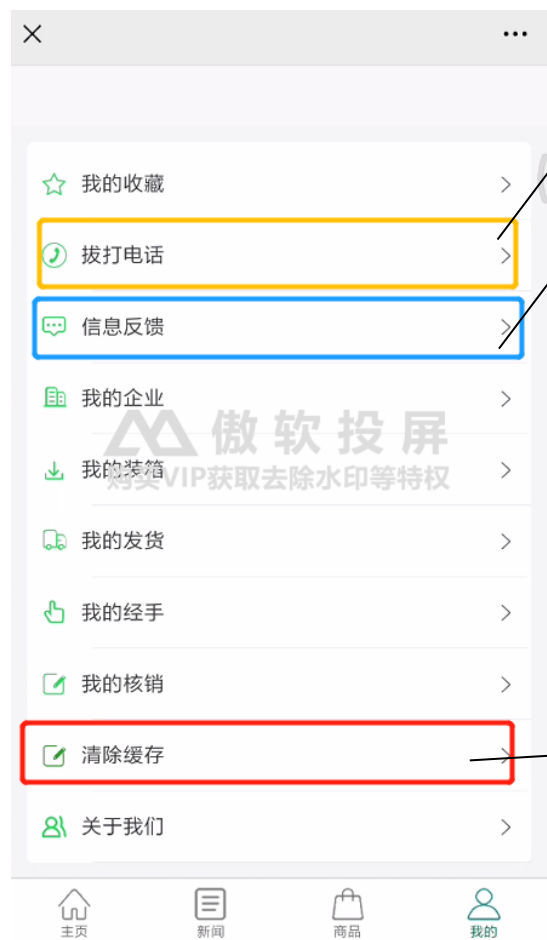 我的收藏
拔打电话
信息反馈
我的企业
傲软投屏
我的装箱
购买VIP获取去除水印等特权
我的发货
我的经手
我的核销
清除缓存
关于我们
主页
新闻
商品
我的